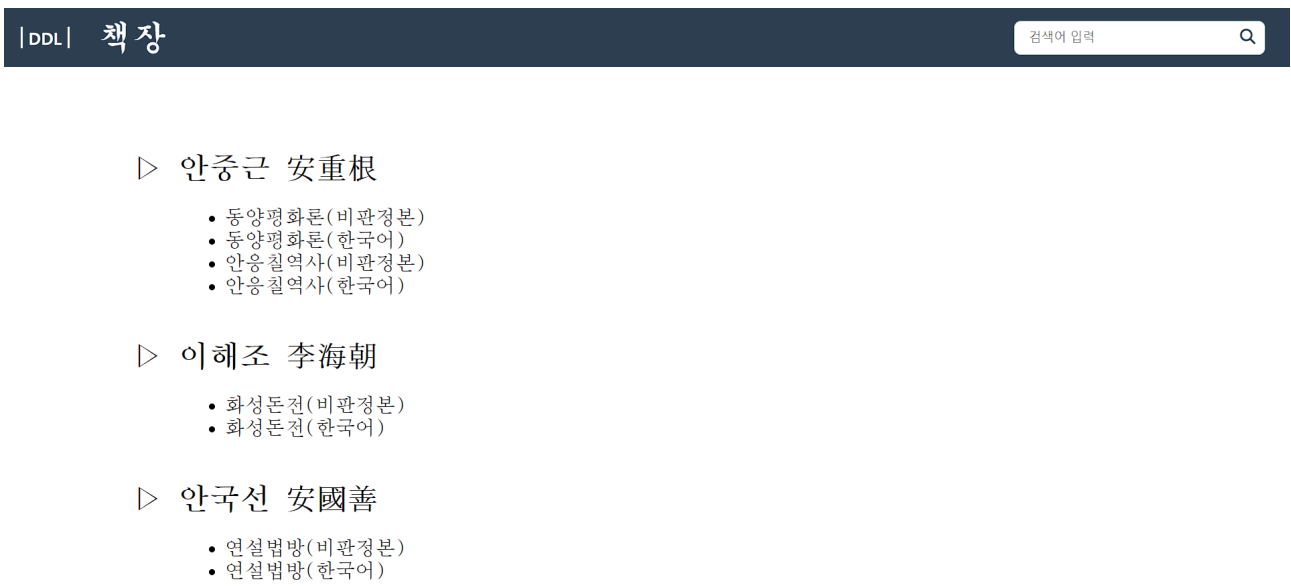 |DDL| 책장 검색어 입력
▷ 안중근 安重根
• 동양평화론(비판정본)
• 동양평화론(한국어)
• 안응칠역사(비판정본)
• 안응칠역사(한국어)
▷ 이해조 李海朝
• 화성돈전(비판정본)
• 화성돈전(한국어)
▷ 안국선 安國善
• 연설법방(비판정본)
• 연설법방(한국어)